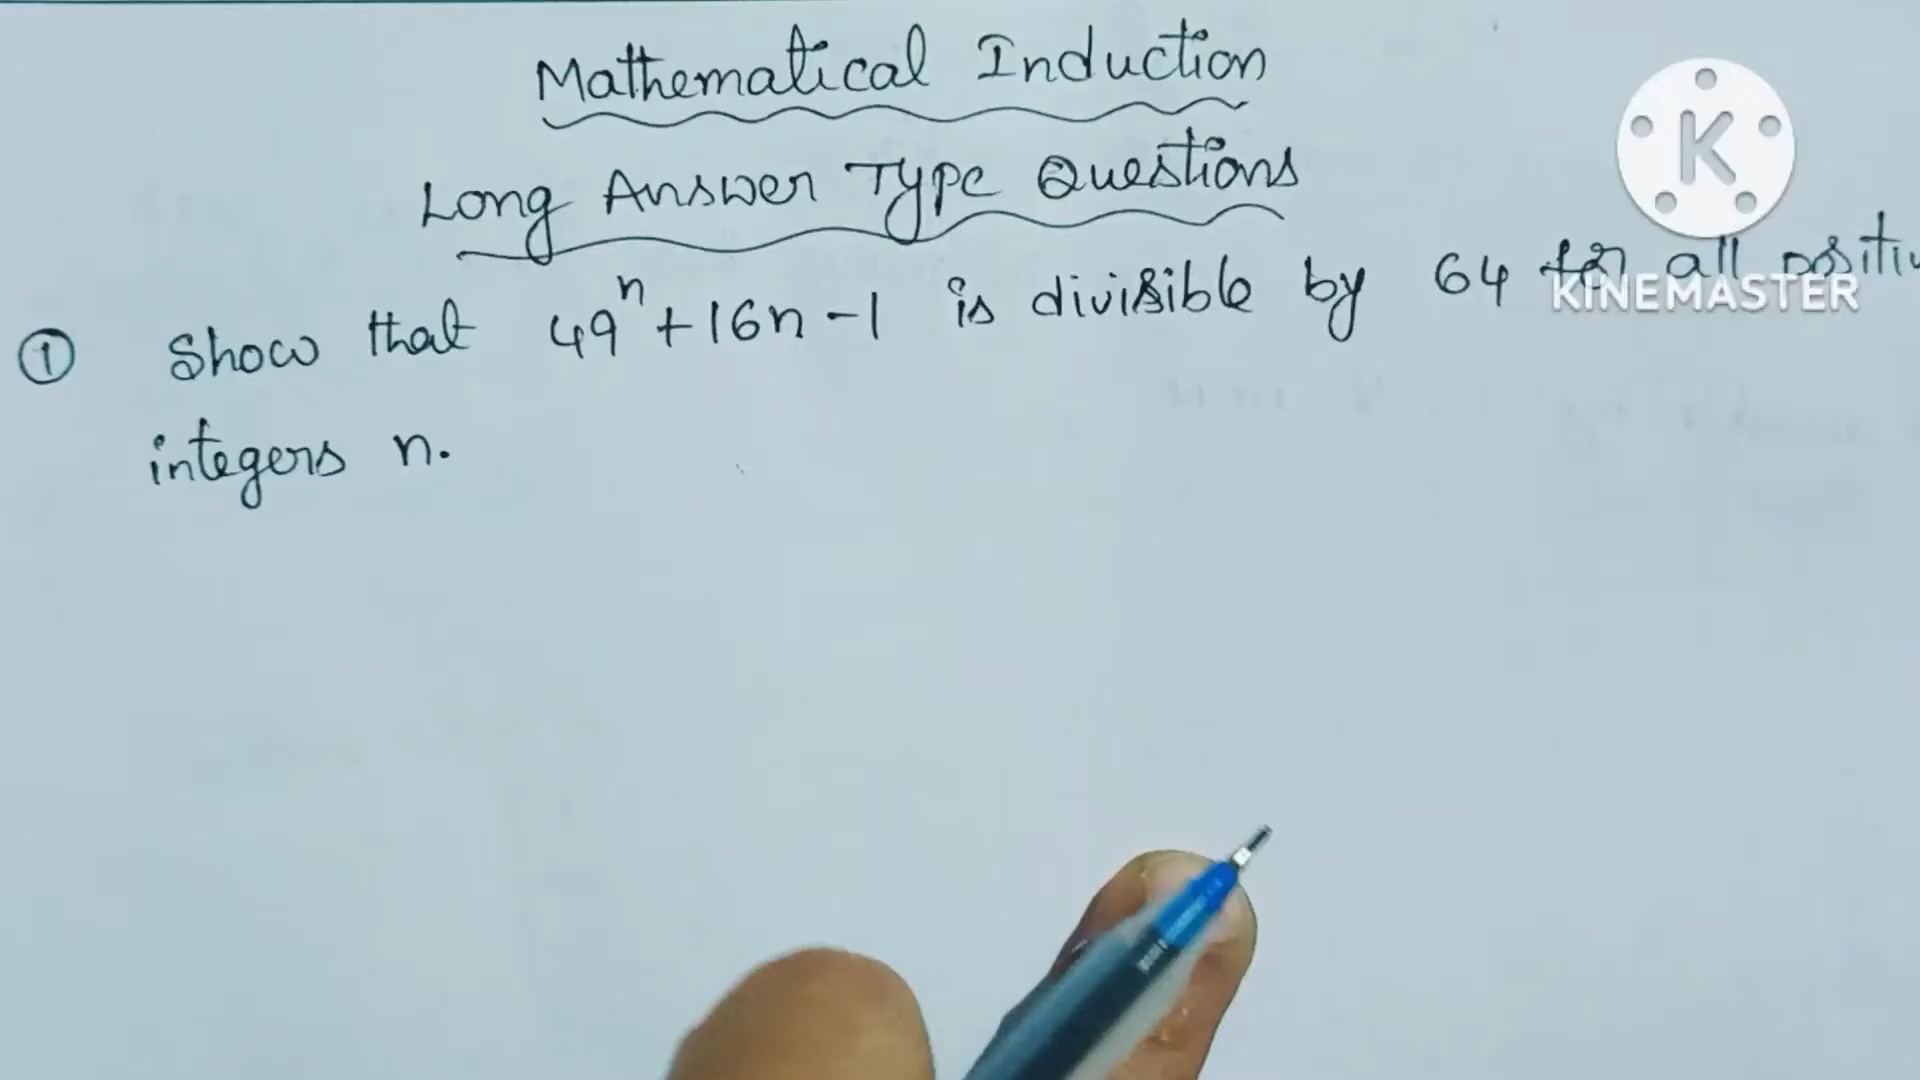 Mathematical Induction
Long Answer Type Questions
K
① Show that 49ⁿ+16n-1 is divisible by 64 for all positiv
KINEMASTER
integers n.